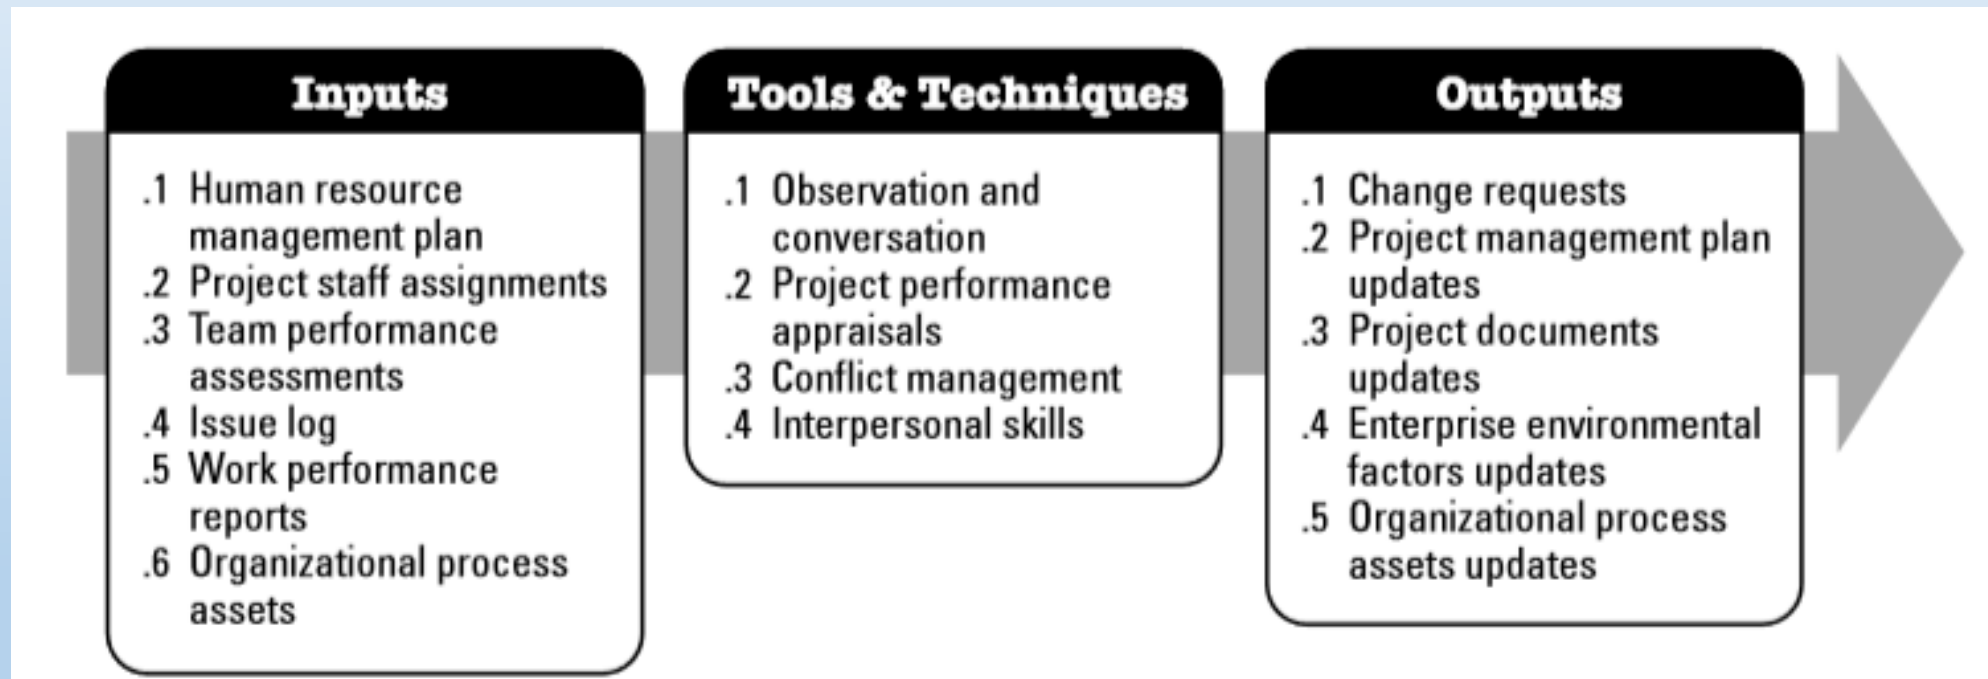 Inputs
.1 Human resource
management plan
.2 Project staff assignments
.3 Team performance
assessments
.4 Issue log
.5 Work performance
reports
.6 Organizational process
assets
Tools & Techniques
.1 Observation and
conversation
.2 Project performance
appraisals
.3 Conflict management
.4 Interpersonal skills
Outputs
.1 Change requests
.2 Project management plan
updates
.3 Project documents
updates
.4 Enterprise environmental
factors updates
.5 Organizational process
assets updates